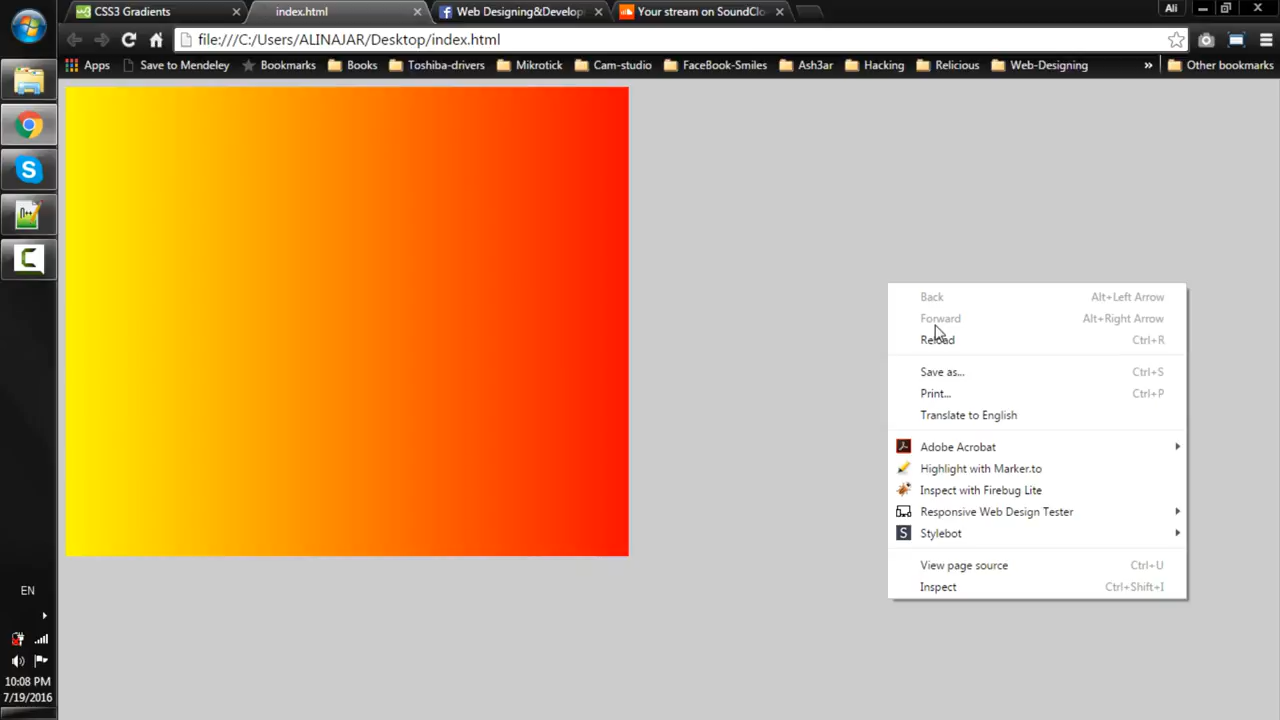 CSS3 Gradients
index.html
Web Designing&Develop
Your stream on SoundClo
Ali
file:///C:/Users/ALINAJAR/Desktop/index.html
Apps
Save to Mendeley
Bookmarks
Books
Toshiba-drivers
Mikrotick
Cam-studio
FaceBook-Smiles
Ash3ar
Hacking
Relicious
Web-Designing
»
Other bookmarks
Back Alt+Left Arrow
Forward Alt+Right Arrow
Reload Ctrl+R
Save as... Ctrl+S
Print... Ctrl+P
Translate to English
Adobe Acrobat
Highlight with Marker.to
Inspect with Firebug Lite
Responsive Web Design Tester
Stylebot
View page source Ctrl+U
Inspect Ctrl+Shift+I
EN
10:08 PM
7/19/2016